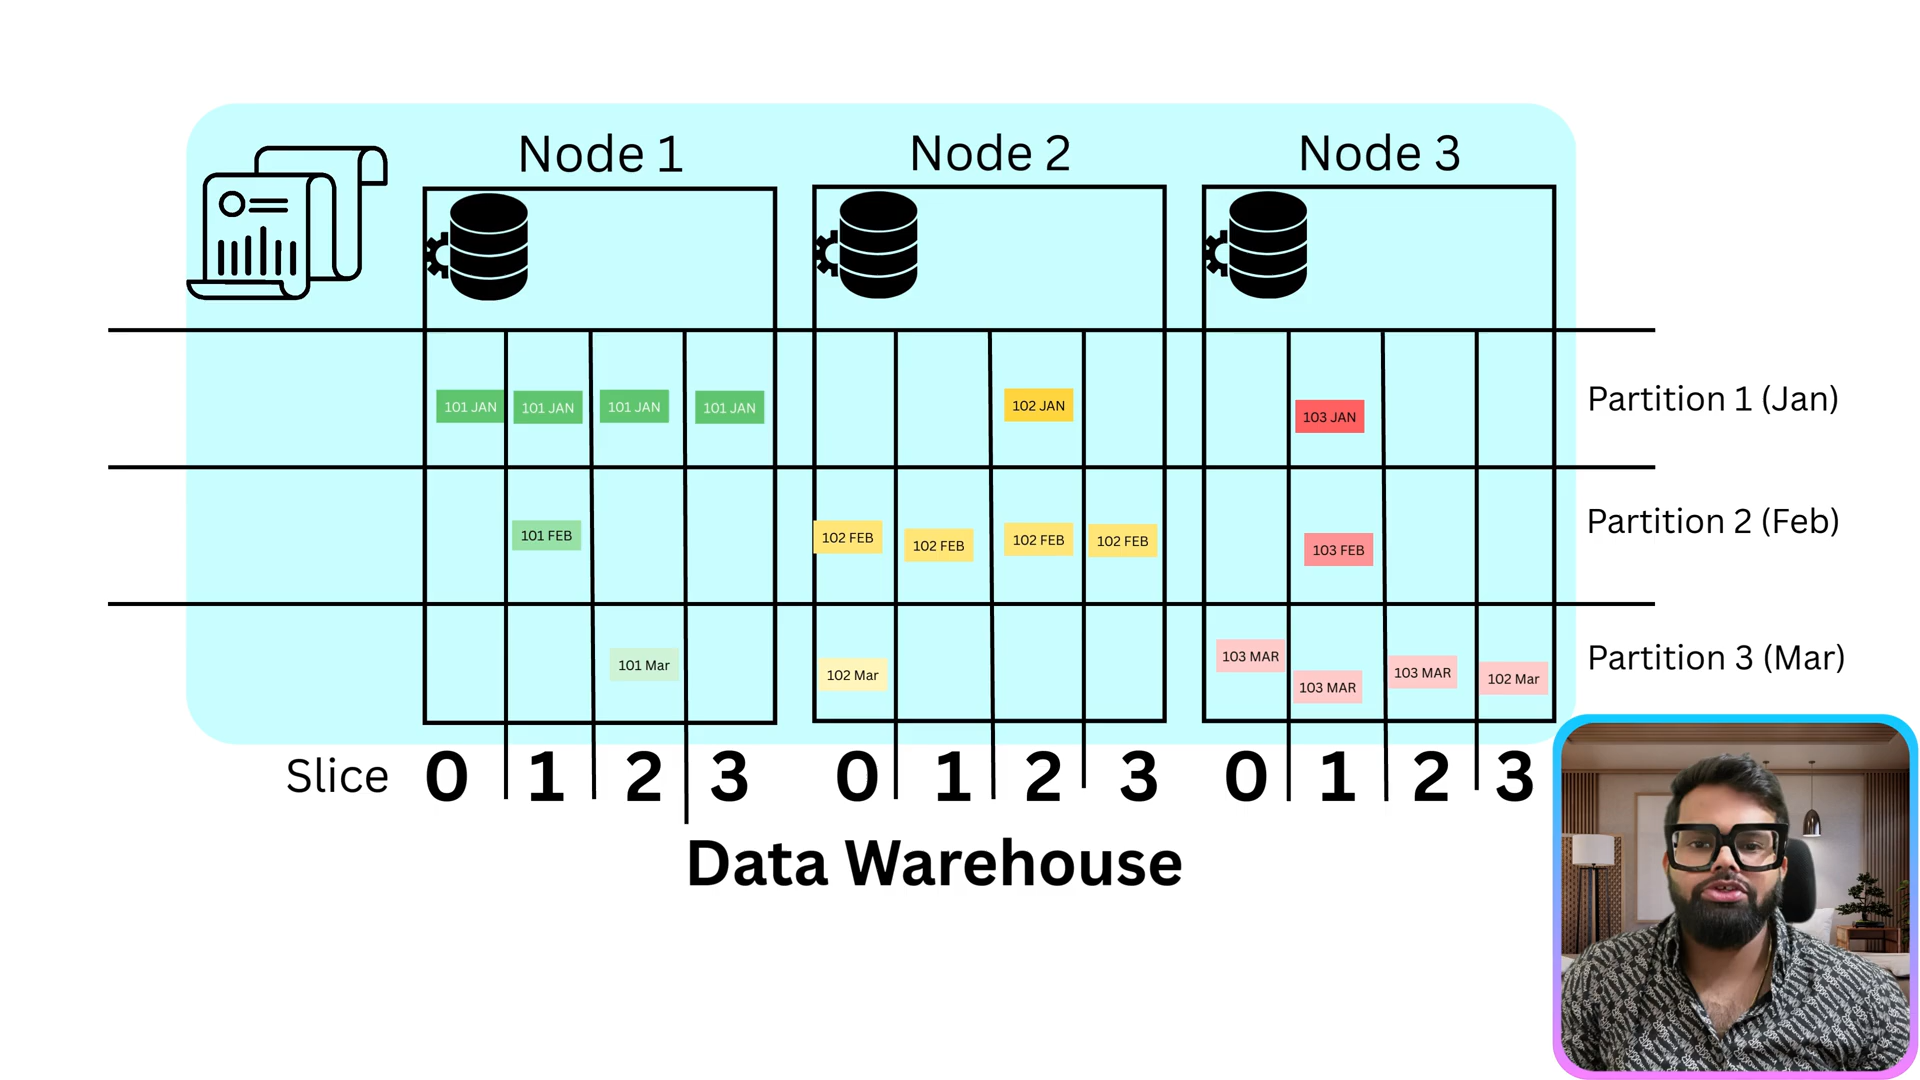 Node 1
Node 2
Node 3
101 JAN
101 JAN
101 JAN
101 JAN
102 JAN
103 JAN
Partition 1 (Jan)
101 FEB
102 FEB
102 FEB
102 FEB
102 FEB
103 FEB
Partition 2 (Feb)
101 Mar
102 Mar
103 MAR
103 MAR
103 MAR
102 Mar
Partition 3 (Mar)
Slice 0 1 2 3 0 1 2 3 0 1 2 3
Data Warehouse